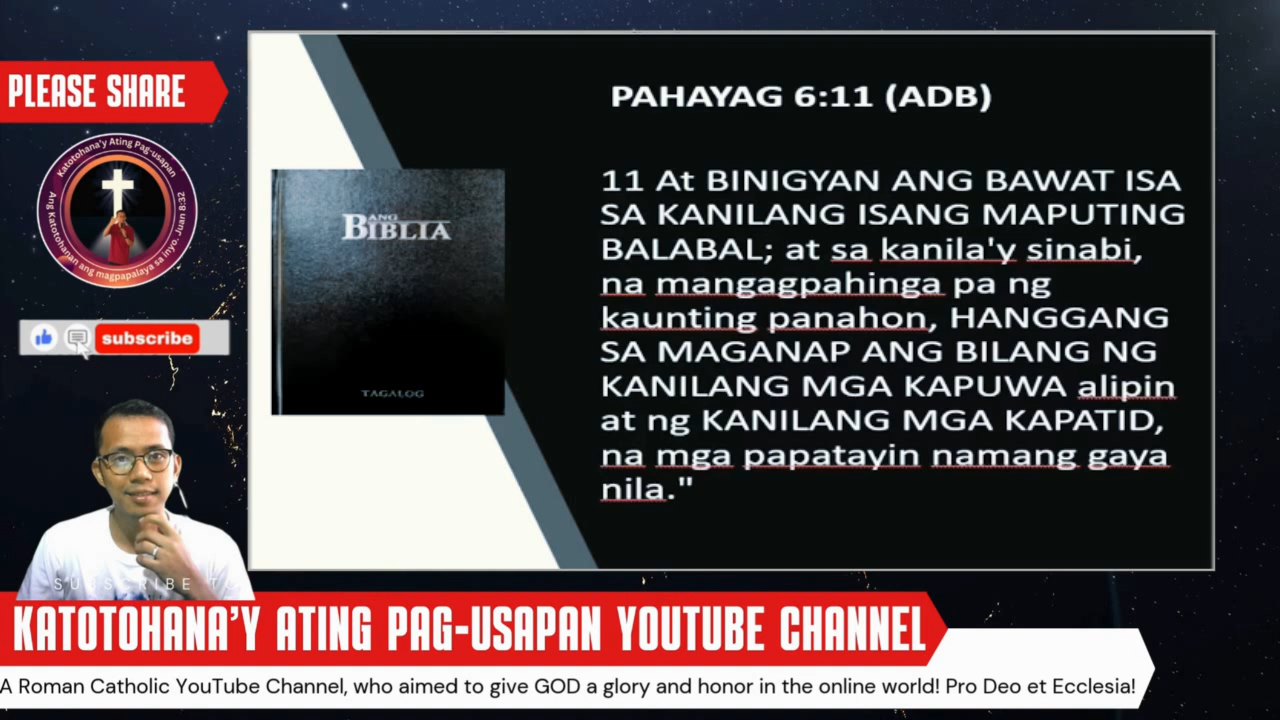 PLEASE SHARE
Katotohana'y Ating Pag-usapan
Ang Katotohanan ang magpapalaya sa inyo. Juan 8:32
subscribe
SUBSCRIBE TO
PAHAYAG 6:11 (ADB)
ANG
BIBLIA
TAGALOG
11 At BINIGYAN ANG BAWAT ISA
SA KANILANG ISANG MAPUTING
BALABAL; at sa kanila'y sinabi,
na mangagpahinga pa ng
kaunting panahon, HANGGANG
SA MAGANAP ANG BILANG NG
KANILANG MGA KAPUWA alipin
at ng KANILANG MGA KAPATID,
na mga papatayin namang gaya
nila."
KATOTOHANA'Y ATING PAG-USAPAN YOUTUBE CHANNEL
A Roman Catholic YouTube Channel, who aimed to give GOD a glory and honor in the online world! Pro Deo et Ecclesia!